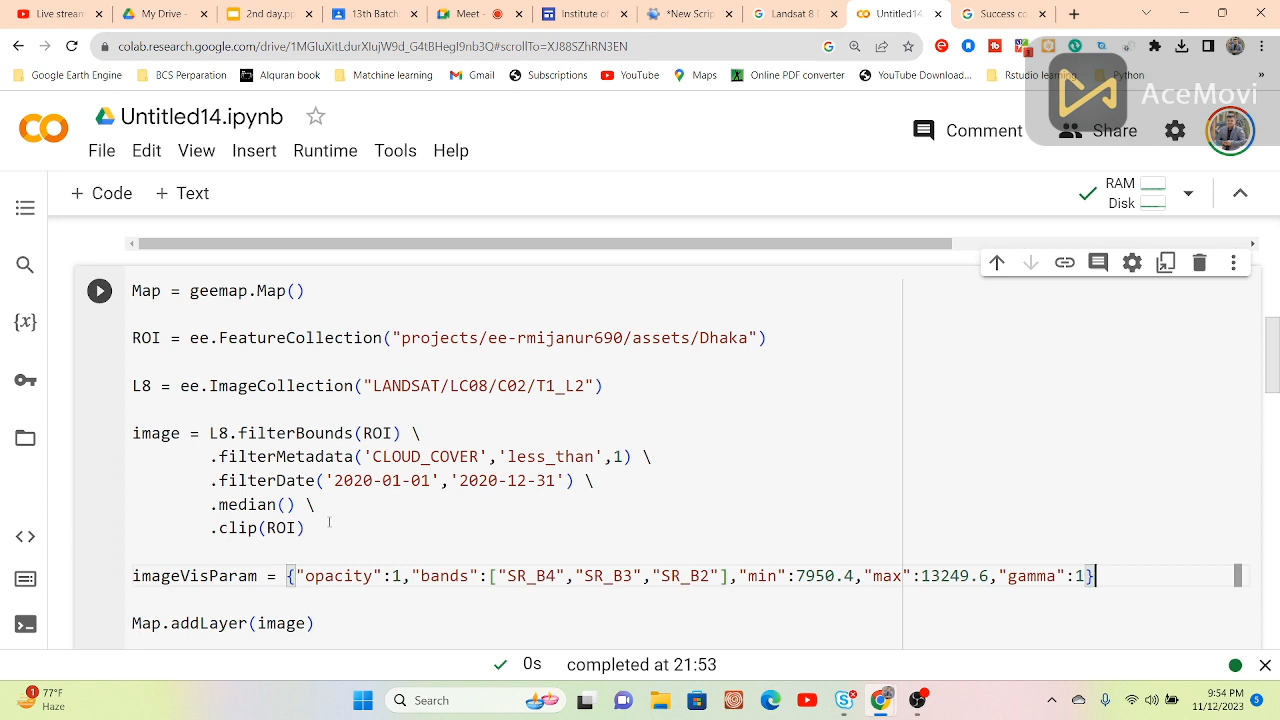 Live stream
My Drive -
2nd day
13th Batch
Meet -
Institute of
*New Scrip
Landsat 8 L
Untitled14.
Success co
colab.research.google.com/
scrollTo=XJ38SZhRN3EN
Google Earth Engine
BCS Perparation
Alquran book
Matchine learning
Gmail
Subscriptions
YouTube
Maps
Online PDF converter
YouTube Download...
Rstudio learning
Python
»
AceMovi
Untitled14.ipynb
Comment
Share
File
Edit
View
Insert
Runtime
Tools
Help
+ Code
+ Text
RAM
Disk
Map = geemap.Map()
ROI = ee.FeatureCollection("projects/ee-rmijanur690/assets/Dhaka")
L8 = ee.ImageCollection("LANDSAT/LC08/C02/T1_L2")
image = L8.filterBounds(ROI) \
.filterMetadata('CLOUD_COVER','less_than',1) \
.filterDate('2020-01-01','2020-12-31') \
.median() \
.clip(ROI)
imageVisParam = {"opacity":1,"bands":["SR_B4","SR_B3","SR_B2"],"min":7950.4,"max":13249.6,"gamma":1}
Map.addLayer(image)
0s
completed at 21:53
1
77°F
Haze
Search
9:54 PM
11/12/2023
5